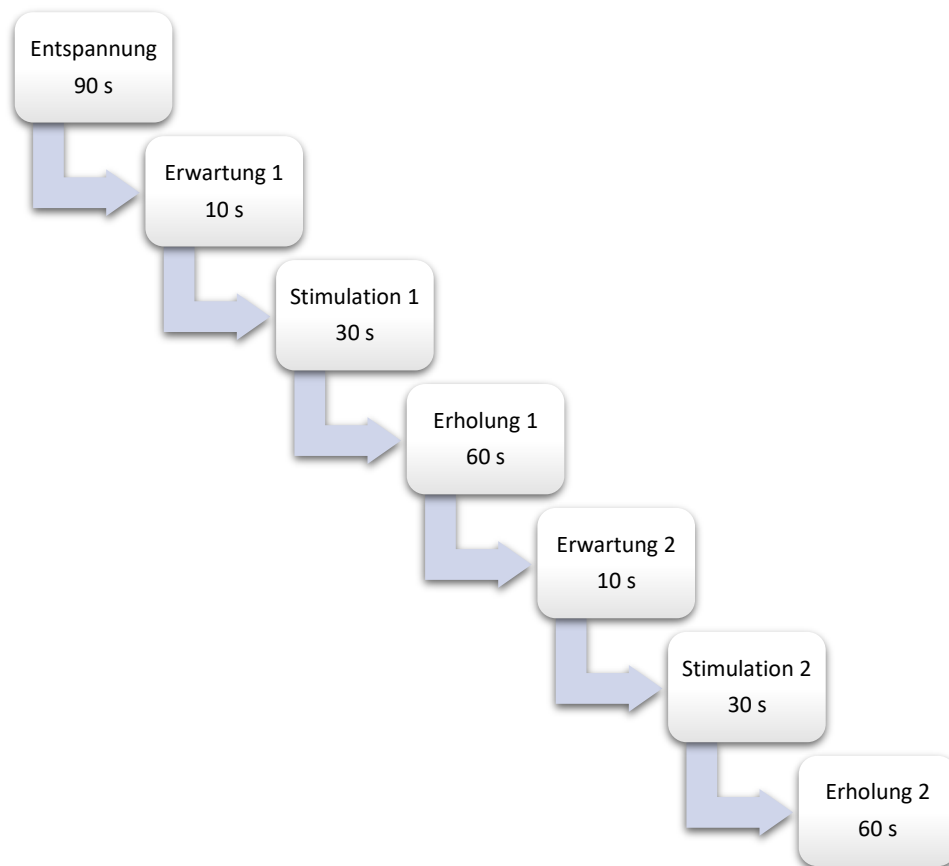 Entspannung
90 s
Erwartung 1
10 s
Stimulation 1
30 s
Erholung 1
60 s
Erwartung 2
10 s
Stimulation 2
30 s
Erholung 2
60 s